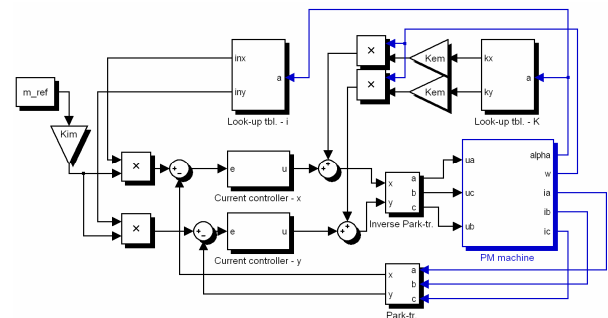 inx
iny
a
Look-up tbl. - i
×
×
Kem
Kem
kx
ky
a
Look-up tbl. - K
m_ref
Kim
×
×
+
-
+
-
e
u
Current controller - x
e
u
Current controller - y
+
+
+
+
x
y
a
b
c
Inverse Park-tr.
ua
uc
ub
alpha
w
ia
ib
ic
PM machine
x
y
a
b
c
Park-tr.